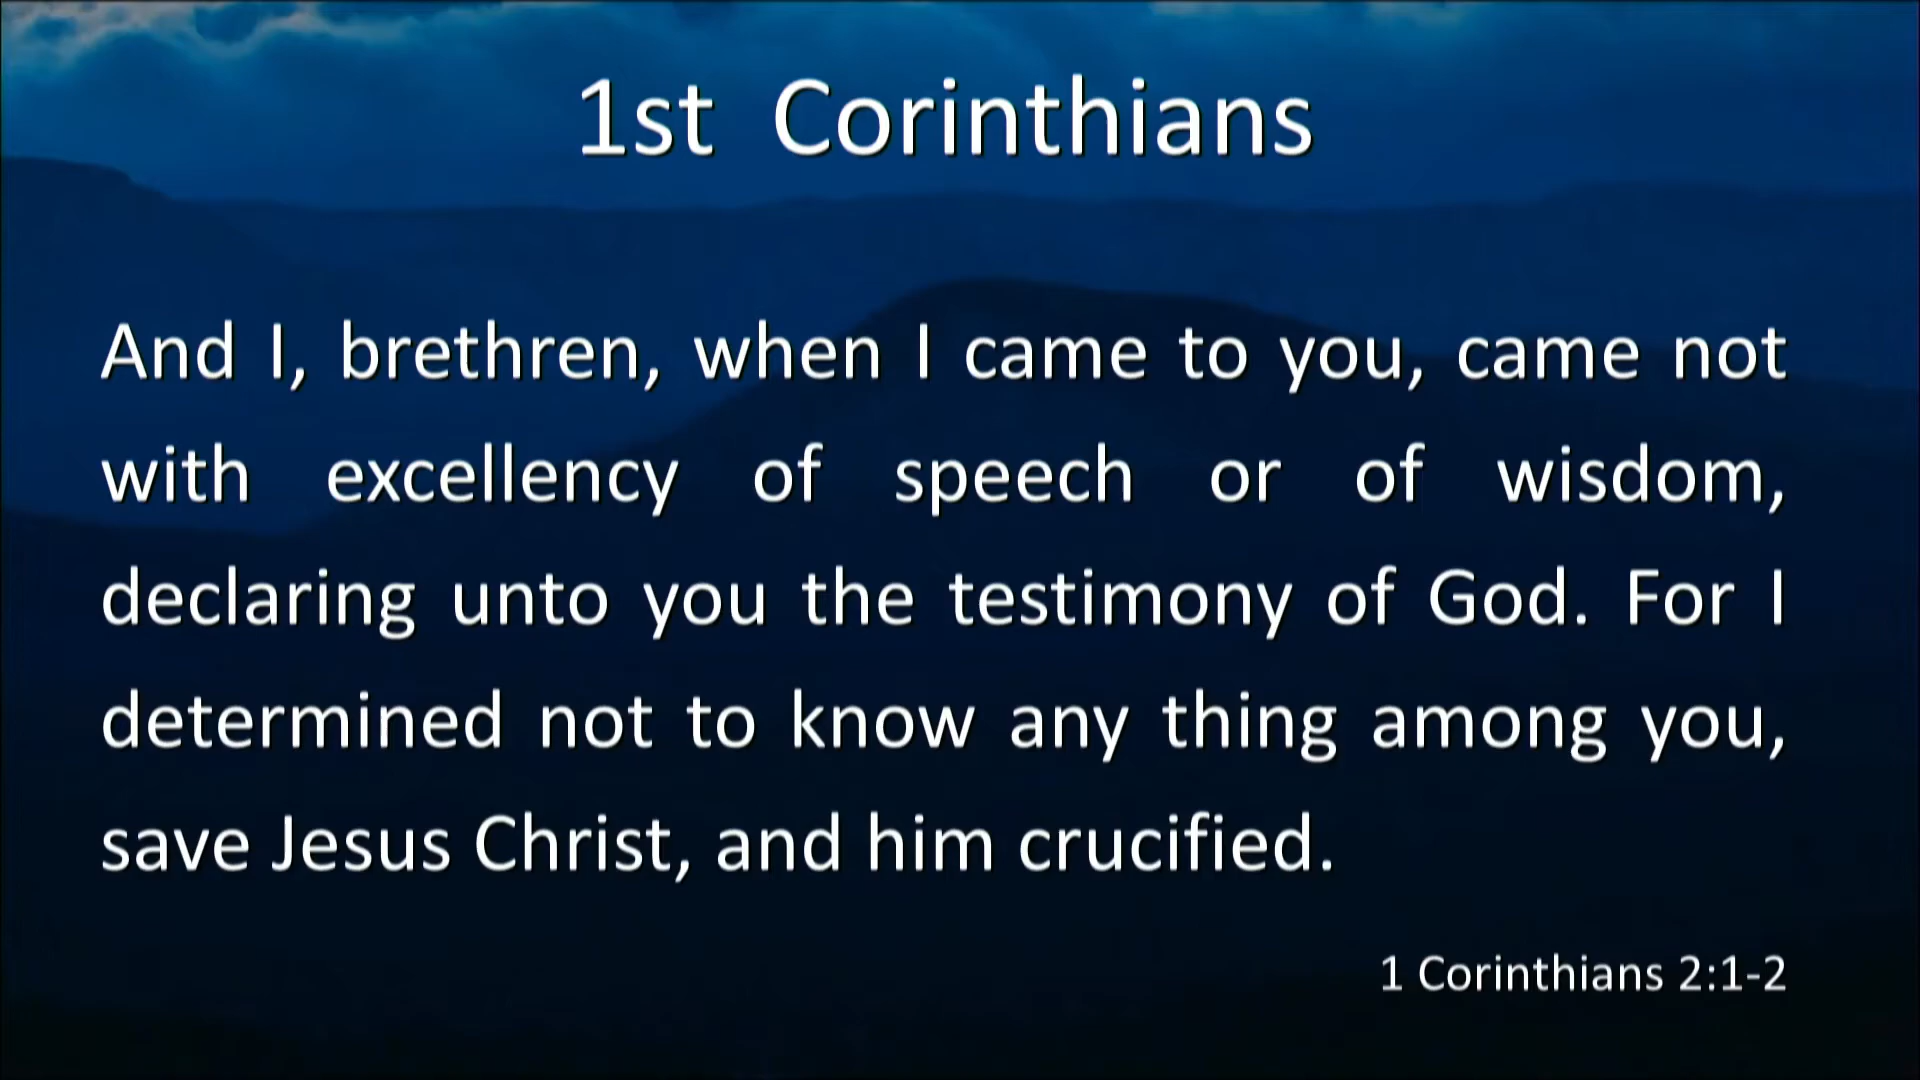 1st Corinthians
And I, brethren, when I came to you, came not
with excellency of speech or of wisdom,
declaring unto you the testimony of God. For I
determined not to know any thing among you,
save Jesus Christ, and him crucified.
1 Corinthians 2:1-2